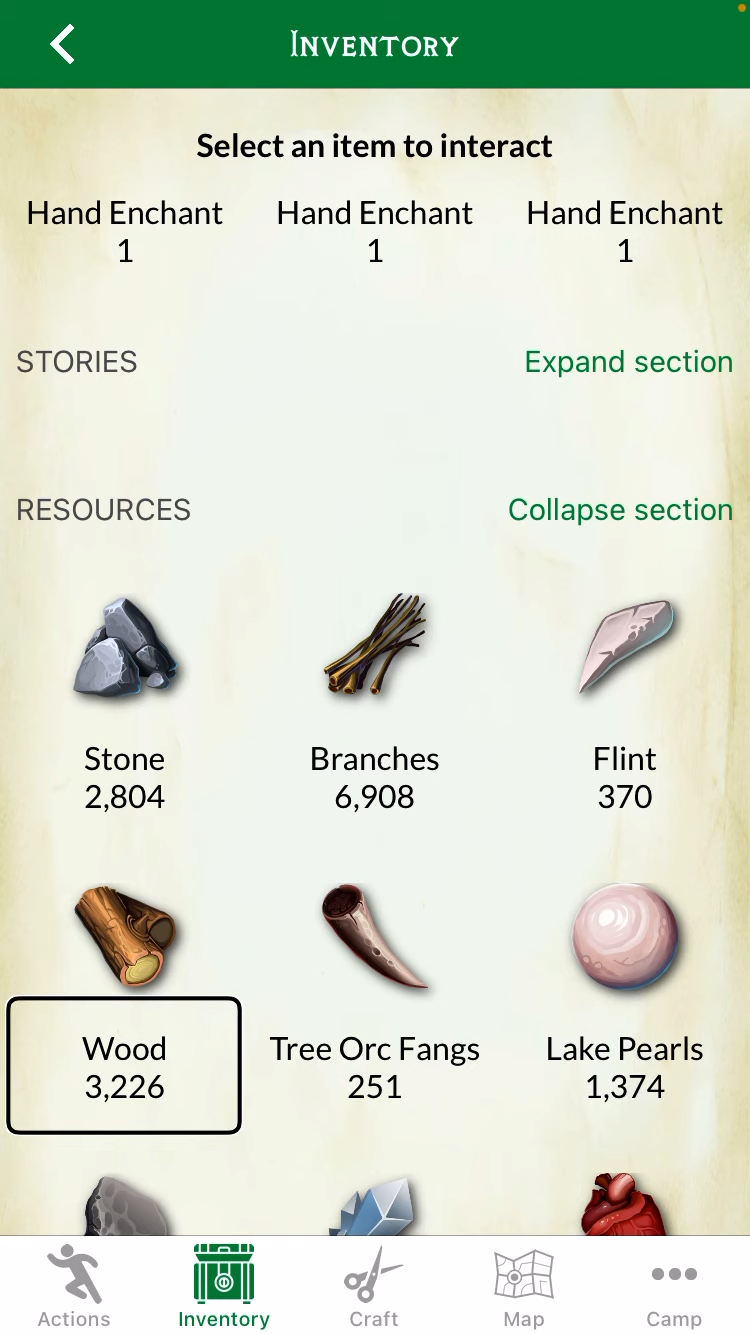 INVENTORY
Select an item to interact
Hand Enchant Hand Enchant Hand Enchant
1 1 1
STORIES Expand section
RESOURCES Collapse section
Stone Branches Flint
2,804 6,908 370
Wood Tree Orc Fangs Lake Pearls
3,226 251 1,374
Actions Inventory Craft Map Camp